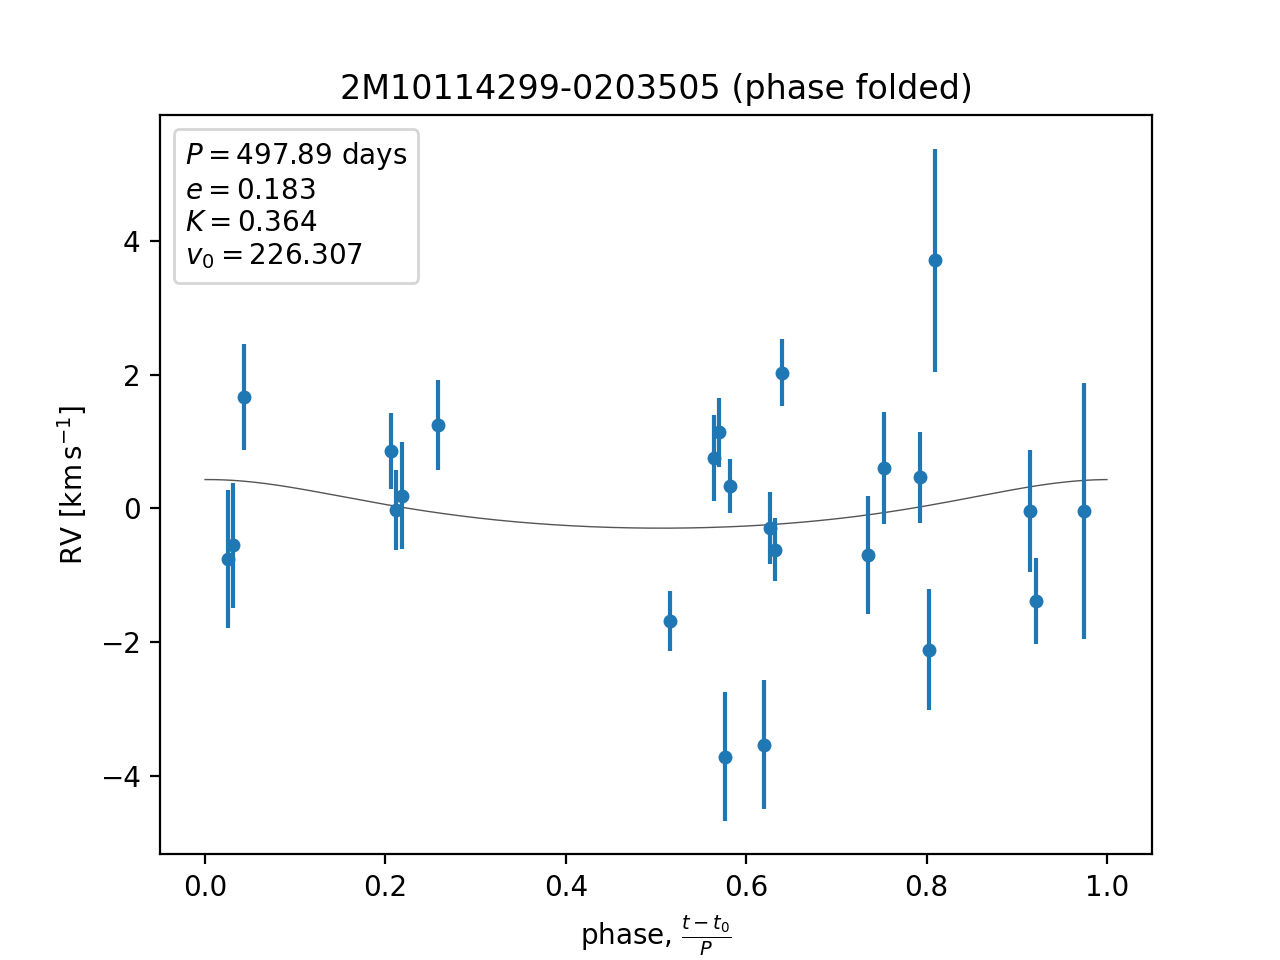 2M10114299-0203505 (phase folded)
P = 497.89 days
e = 0.183
K = 0.364
v₀ = 226.307
4
2
0
−2
−4
RV [km s⁻¹]
0.0 0.2 0.4 0.6 0.8 1.0
phase, (t − t₀)/P